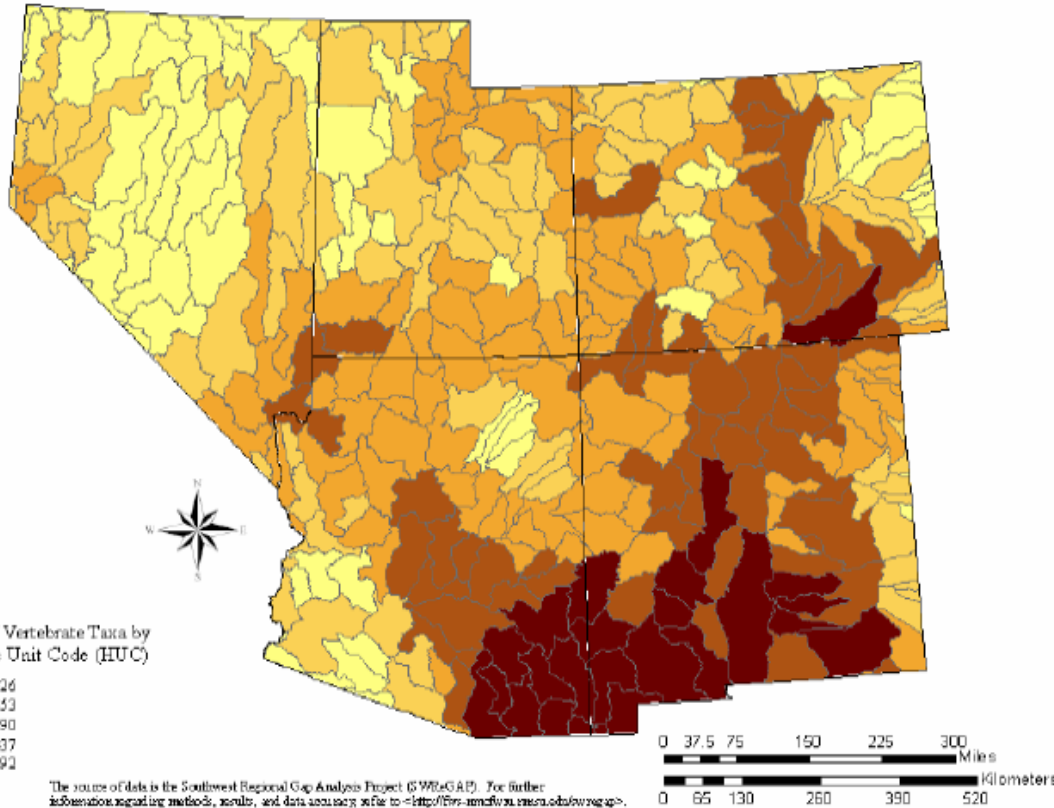 N
W
E
S
Vertebrate Taxa by
Unit Code (HUC)
26
53
90
37
92
0 37.5 75 150 225 300
Miles
Kilometers
0 65 130 260 390 520
The source of data is the Southwest Regional Gap Analysis Project (SWReGAP). For further
information regarding methods, results, and data accuracy, refer to